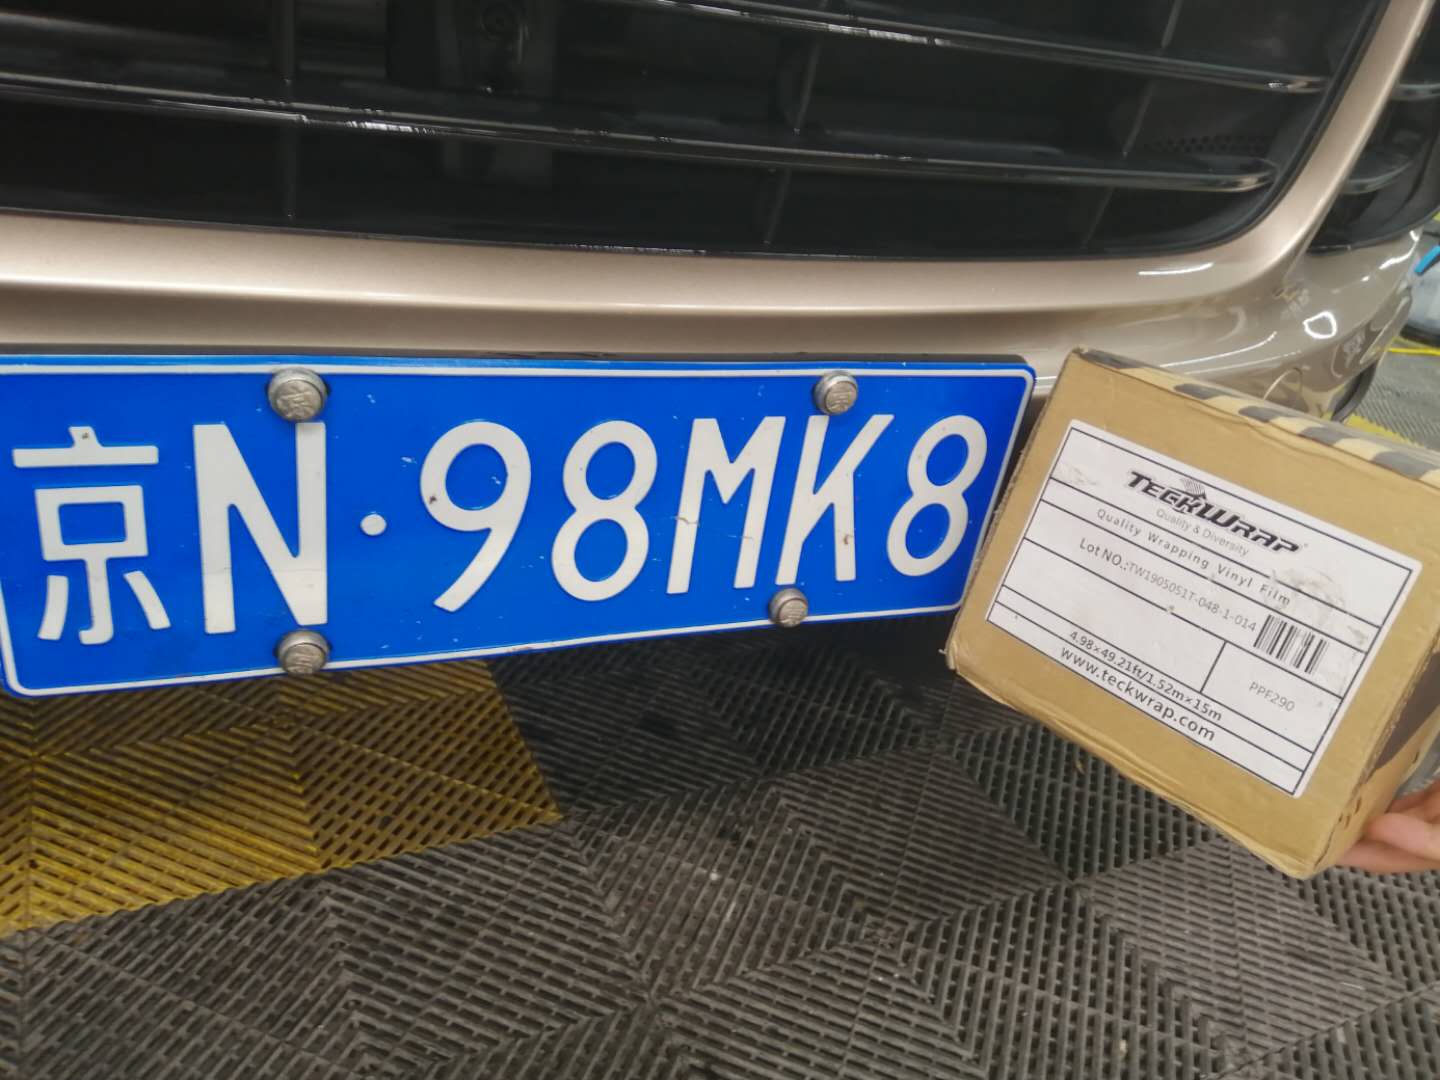 京N·98MK8
TECKWRAP
Quality & Diversity
Quality Wrapping Vinyl Film
Lot NO.:TW1905051T-048-1-014
4.98×49.21ft/1.52m×15m
PPF290
www.teckwrap.com